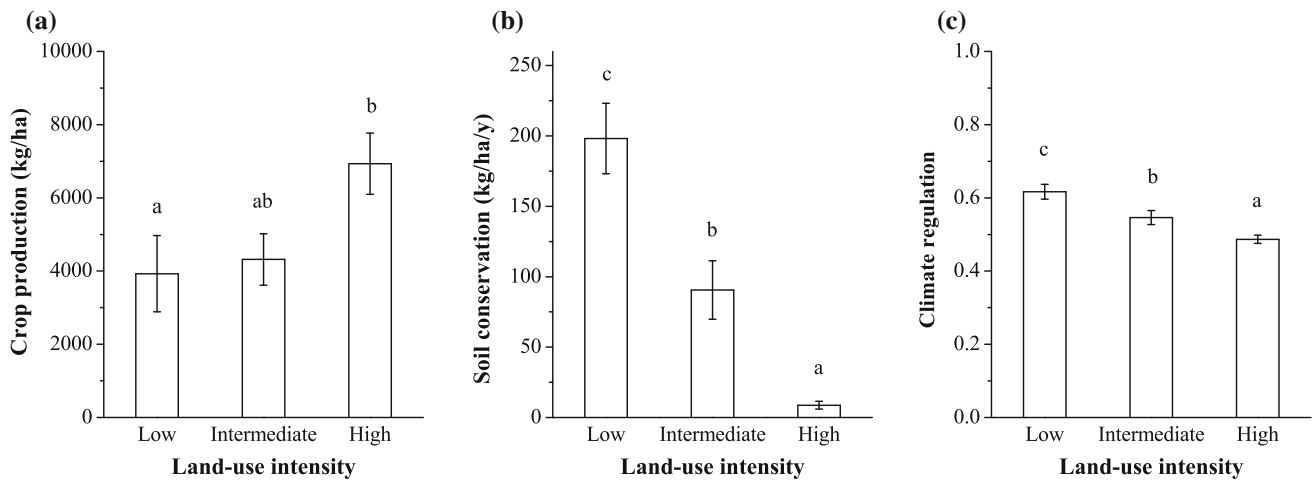 (a)
Crop production (kg/ha)
10000
8000
6000
4000
2000
0
a
ab
b
Low Intermediate High
Land-use intensity
(b)
Soil conservation (kg/ha/y)
250
200
150
100
50
0
c
b
a
Low Intermediate High
Land-use intensity
(c)
Climate regulation
1.0
0.8
0.6
0.4
0.2
0.0
c
b
a
Low Intermediate High
Land-use intensity